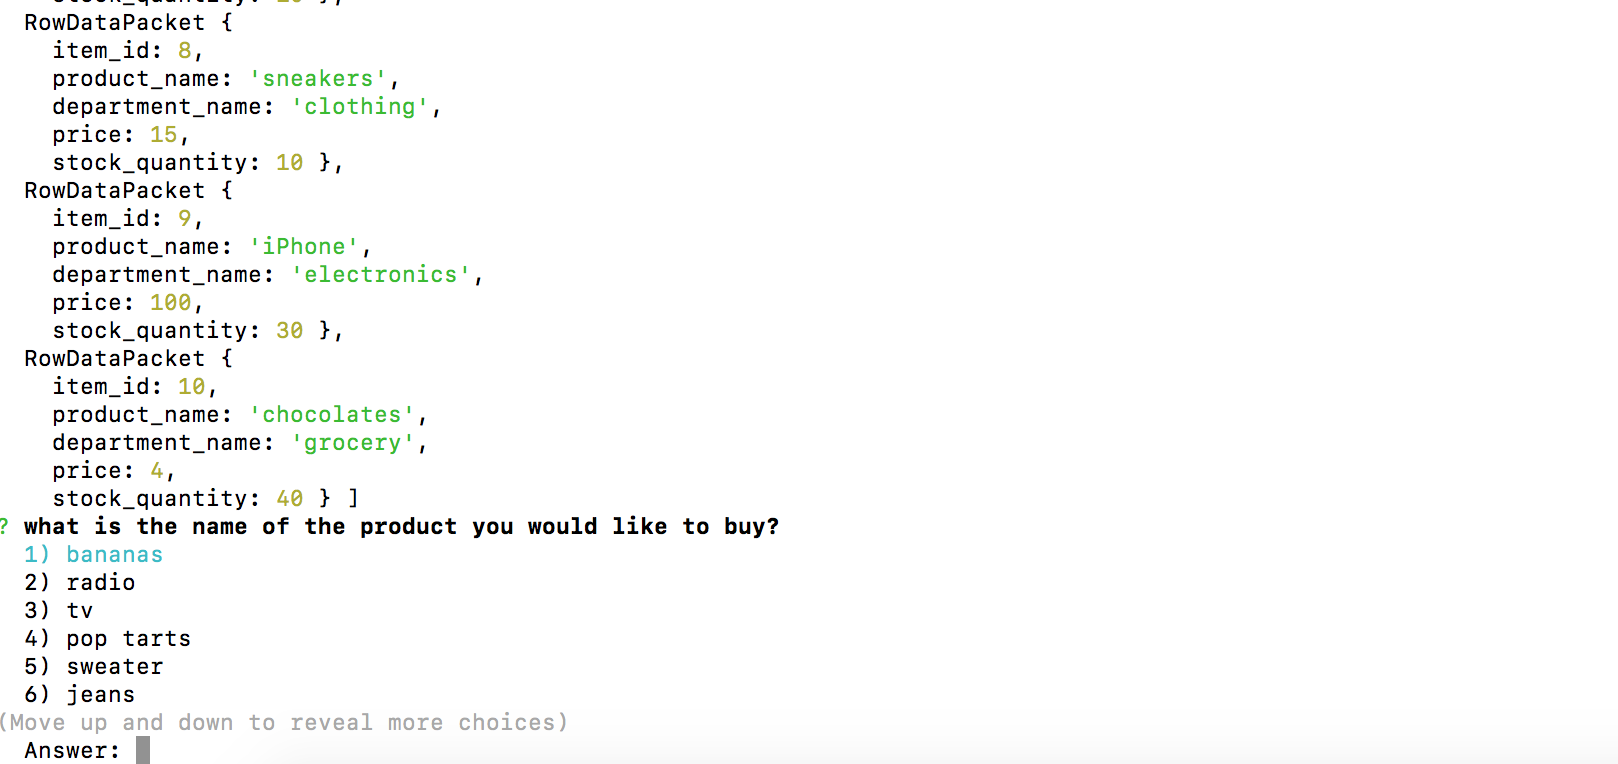 stock_quantity: 20 },
RowDataPacket {
item_id: 8,
product_name: 'sneakers',
department_name: 'clothing',
price: 15,
stock_quantity: 10 },
RowDataPacket {
item_id: 9,
product_name: 'iPhone',
department_name: 'electronics',
price: 100,
stock_quantity: 30 },
RowDataPacket {
item_id: 10,
product_name: 'chocolates',
department_name: 'grocery',
price: 4,
stock_quantity: 40 } ]
? what is the name of the product you would like to buy?
1) bananas
2) radio
3) tv
4) pop tarts
5) sweater
6) jeans
(Move up and down to reveal more choices)
Answer: